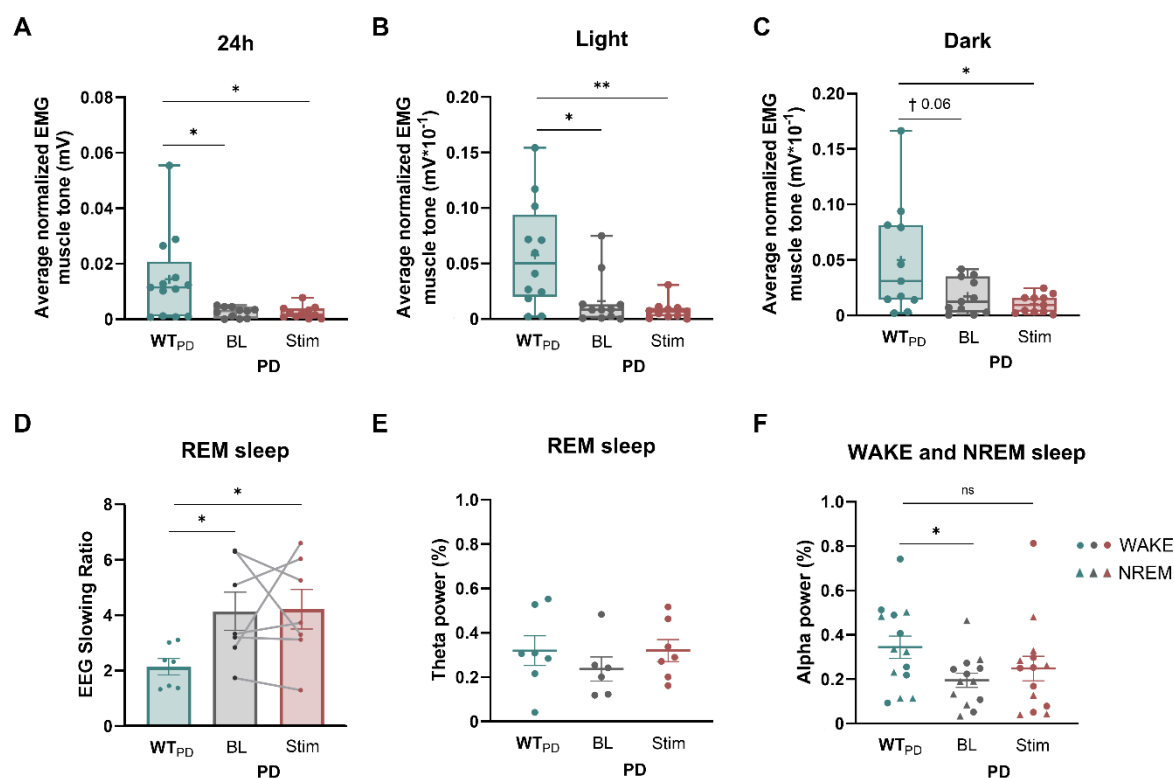 A
24h
Average normalized EMG
muscle tone (mV)
0.08
0.06
0.04
0.02
0
*
*
WTPD
BL
Stim
PD
B
Light
Average normalized EMG
muscle tone (mV*10-1)
0.20
0.15
0.10
0.05
0
**
*
WTPD
BL
Stim
PD
C
Dark
Average normalized EMG
muscle tone (mV*10-1)
0.20
0.15
0.10
0.05
0
*
† 0.06
WTPD
BL
Stim
PD
D
REM sleep
EEG Slowing Ratio
8
6
4
2
0
*
*
WTPD
BL
Stim
PD
E
REM sleep
Theta power (%)
1.0
0.8
0.6
0.4
0.2
0
WTPD
BL
Stim
PD
F
WAKE and NREM sleep
Alpha power (%)
1.0
0.8
0.6
0.4
0.2
0
ns
*
WAKE
NREM
WTPD
BL
Stim
PD